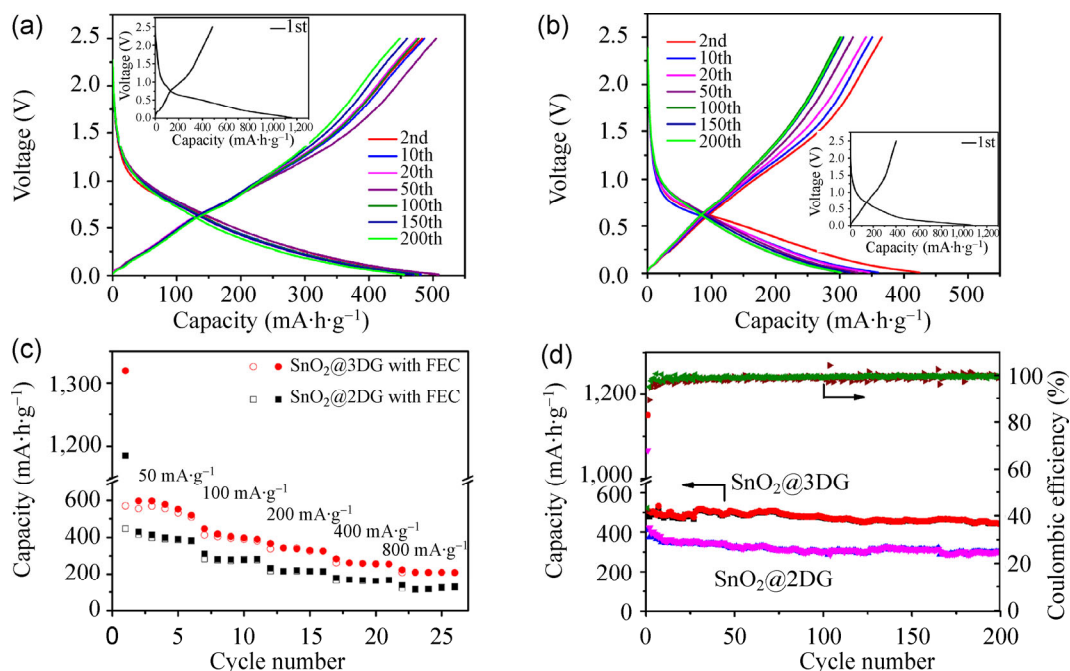 (a)
Voltage (V)
2.5
2.0
1.5
1.0
0.5
0.0
0 100 200 300 400 500
Capacity (mA·h·g−1)
Voltage (V)
2.5
2.0
1.5
1.0
0.5
0.0
0 200 400 600 800 1,000 1,200
Capacity (mA·h·g−1)
1st
2nd
10th
20th
50th
100th
150th
200th
(b)
Voltage (V)
2.5
2.0
1.5
1.0
0.5
0.0
0 100 200 300 400 500
Capacity (mA·h·g−1)
2nd
10th
20th
50th
100th
150th
200th
Voltage (V)
2.5
2.0
1.5
1.0
0.5
0.0
0 200 400 600 800 1,000 1,200
Capacity (mA·h·g−1)
1st
(c)
Capacity (mA·h·g−1)
1,300
1,200
600
400
200
0
0 5 10 15 20 25
Cycle number
SnO2@3DG with FEC
SnO2@2DG with FEC
50 mA·g−1
100 mA·g−1
200 mA·g−1
400 mA·g−1
800 mA·g−1
(d)
Capacity (mA·h·g−1)
1,200
1,000
600
400
300
0
0 50 100 150 200
Cycle number
SnO2@3DG
SnO2@2DG
100
80
60
40
20
0
Coulombic efficiency (%)